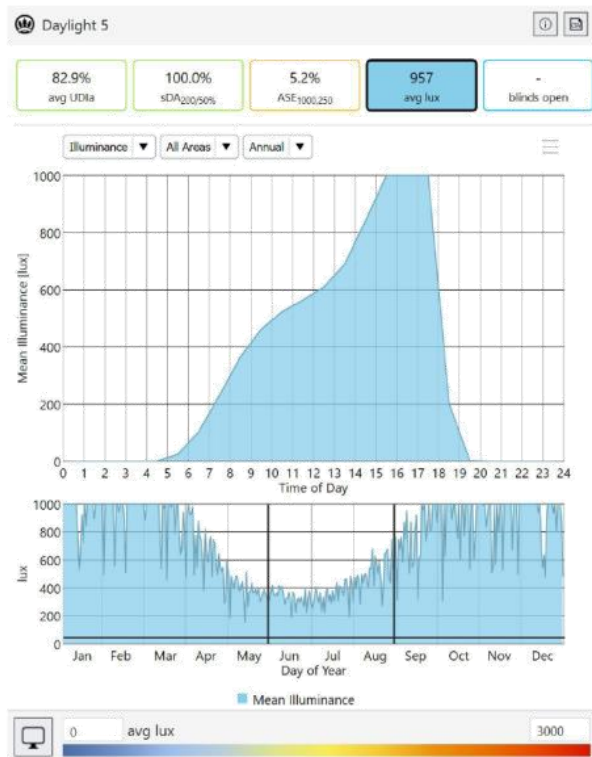 Daylight 5
82.9% 100.0% 5.2% 957 -
avg UDIa sDA200/50% ASE1000,250 avg lux blinds open
Illuminance ▼ All Areas ▼ Annual ▼
Mean Illuminance [lux]
1000
800
600
400
200
0
0 1 2 3 4 5 6 7 8 9 10 11 12 13 14 15 16 17 18 19 20 21 22 23 24
Time of Day
lux
1000
800
600
400
200
0
Jan Feb Mar Apr May Jun Jul Aug Sep Oct Nov Dec
Day of Year
Mean Illuminance
0 avg lux 3000